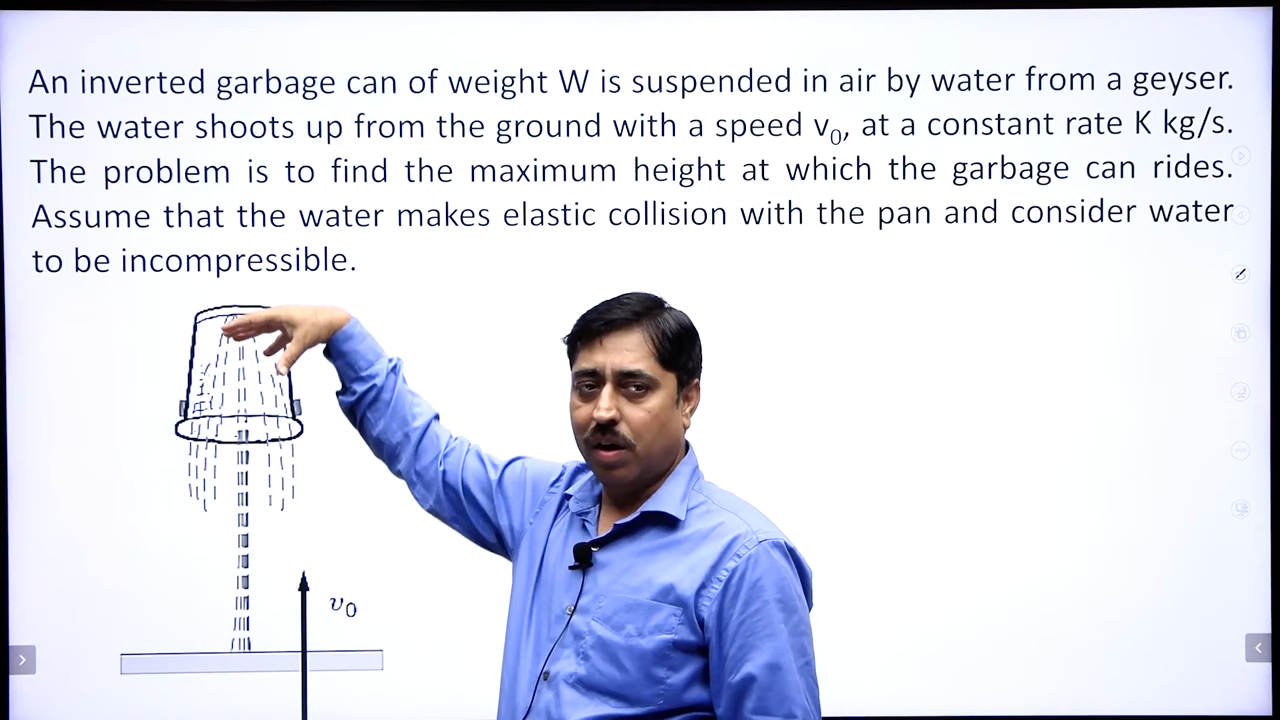 An inverted garbage can of weight W is suspended in air by water from a geyser.
The water shoots up from the ground with a speed v₀, at a constant rate K kg/s.
The problem is to find the maximum height at which the garbage can rides.
Assume that the water makes elastic collision with the pan and consider water
to be incompressible.
v₀